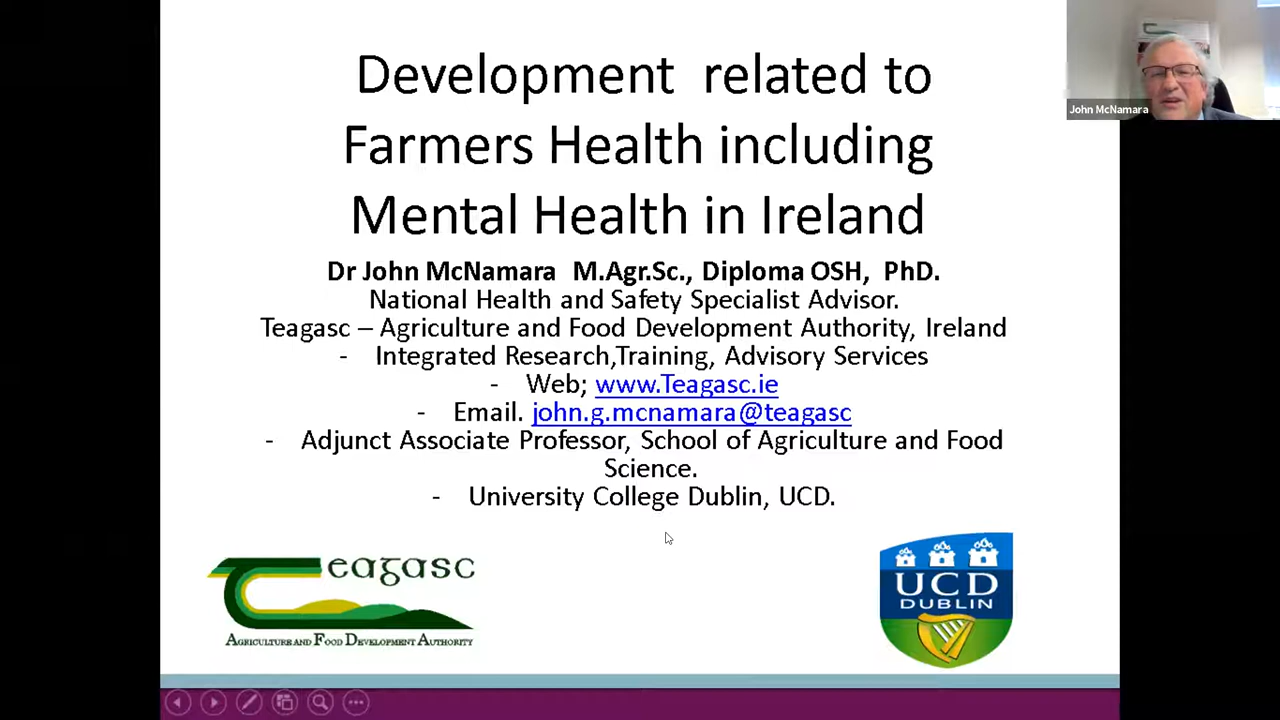 Development related to
Farmers Health including
Mental Health in Ireland
Dr John McNamara M.Agr.Sc., Diploma OSH, PhD.
National Health and Safety Specialist Advisor.
Teagasc – Agriculture and Food Development Authority, Ireland
- Integrated Research,Training, Advisory Services
- Web; www.Teagasc.ie
- Email. john.g.mcnamara@teagasc
- Adjunct Associate Professor, School of Agriculture and Food
Science.
- University College Dublin, UCD.
Teagasc
AGRICULTURE AND FOOD DEVELOPMENT AUTHORITY
UCD
DUBLIN
John McNamara